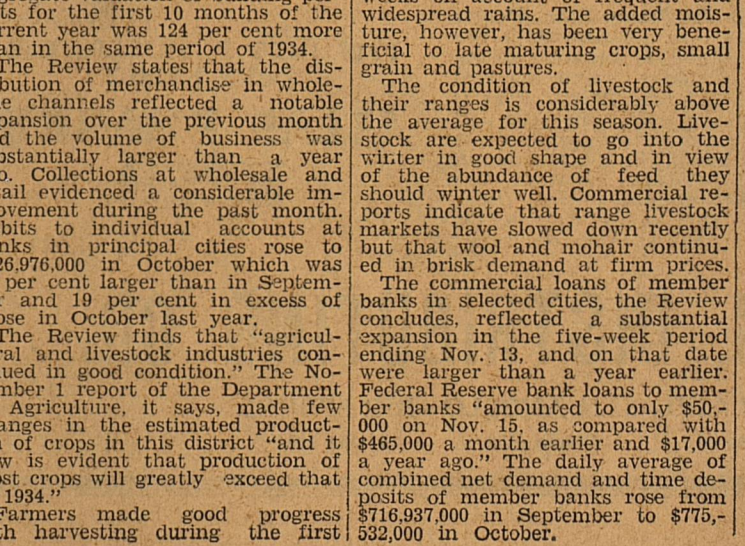 ts for the first 10 months of the
rrent year was 124 per cent more
an in the same period of 1934.
The Review states that the dis-
bution of merchandise in whole-
e channels reflected a notable
pansion over the previous month
d the volume of business was
bstantially larger than a year
o. Collections at wholesale and
ail evidenced a considerable im-
ovement during the past month.
bits to individual accounts at
nks in principal cities rose to
26,976,000 in October which was
per cent larger than in Septem-
r and 19 per cent in excess of
ose in October last year.
The Review finds that "agricul-
ral and livestock industries con-
ued in good condition." The No-
mber 1 report of the Department
Agriculture, it says, made few
anges in the estimated product-
n of crops in this district "and it
w is evident that production of
ost crops will greatly exceed that
1934."
Farmers made good progress
th harvesting during the first
widespread rains. The added mois-
ture, however, has been very bene-
ficial to late maturing crops, small
grain and pastures.
The condition of livestock and
their ranges is considerably above
the average for this season. Live-
stock are expected to go into the
winter in good shape and in view
of the abundance of feed they
should winter well. Commercial re-
ports indicate that range livestock
markets have slowed down recently
but that wool and mohair continu-
ed in brisk demand at firm prices.
The commercial loans of member
banks in selected cities, the Review
concludes, reflected a substantial
expansion in the five-week period
ending Nov. 13, and on that date
were larger than a year earlier.
Federal Reserve bank loans to mem-
ber banks "amounted to only $50,-
000 on Nov. 15, as compared with
$465,000 a month earlier and $17,000
a year ago." The daily average of
combined net demand and time de-
posits of member banks rose from
$716,937,000 in September to $775,-
532,000 in October.